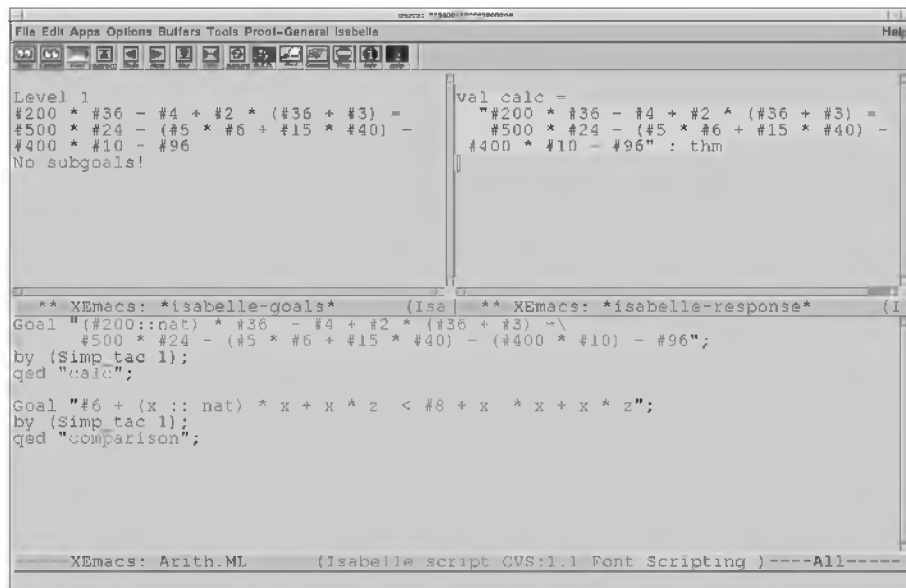 File Edit Apps Options Buffers Tools Proof-General Isabelle Help
Level 1
#200 * #36 - #4 + #2 * (#36 + #3) =
#500 * #24 - (#5 * #6 + #15 * #40) -
#400 * #10 - #96
No subgoals!
val calc =
"#200 * #36 - #4 + #2 * (#36 + #3) =
#500 * #24 - (#5 * #6 + #15 * #40) -
#400 * #10 - #96" : thm
** XEmacs: *isabelle-goals* (Isa
** XEmacs: *isabelle-response* (I
Goal "(#200::nat) * #36 - #4 + #2 * (#36 + #3) =\
#500 * #24 - (#5 * #6 + #15 * #40) - (#400 * #10) - #96";
by (Simp_tac 1);
qed "calc";
Goal "#6 + (x :: nat) * x + x * z < #8 + x * x + x * z";
by (Simp_tac 1);
qed "comparison";
-----XEmacs: Arith.ML (Isabelle script CVS:1.1 Font Scripting )----All-----